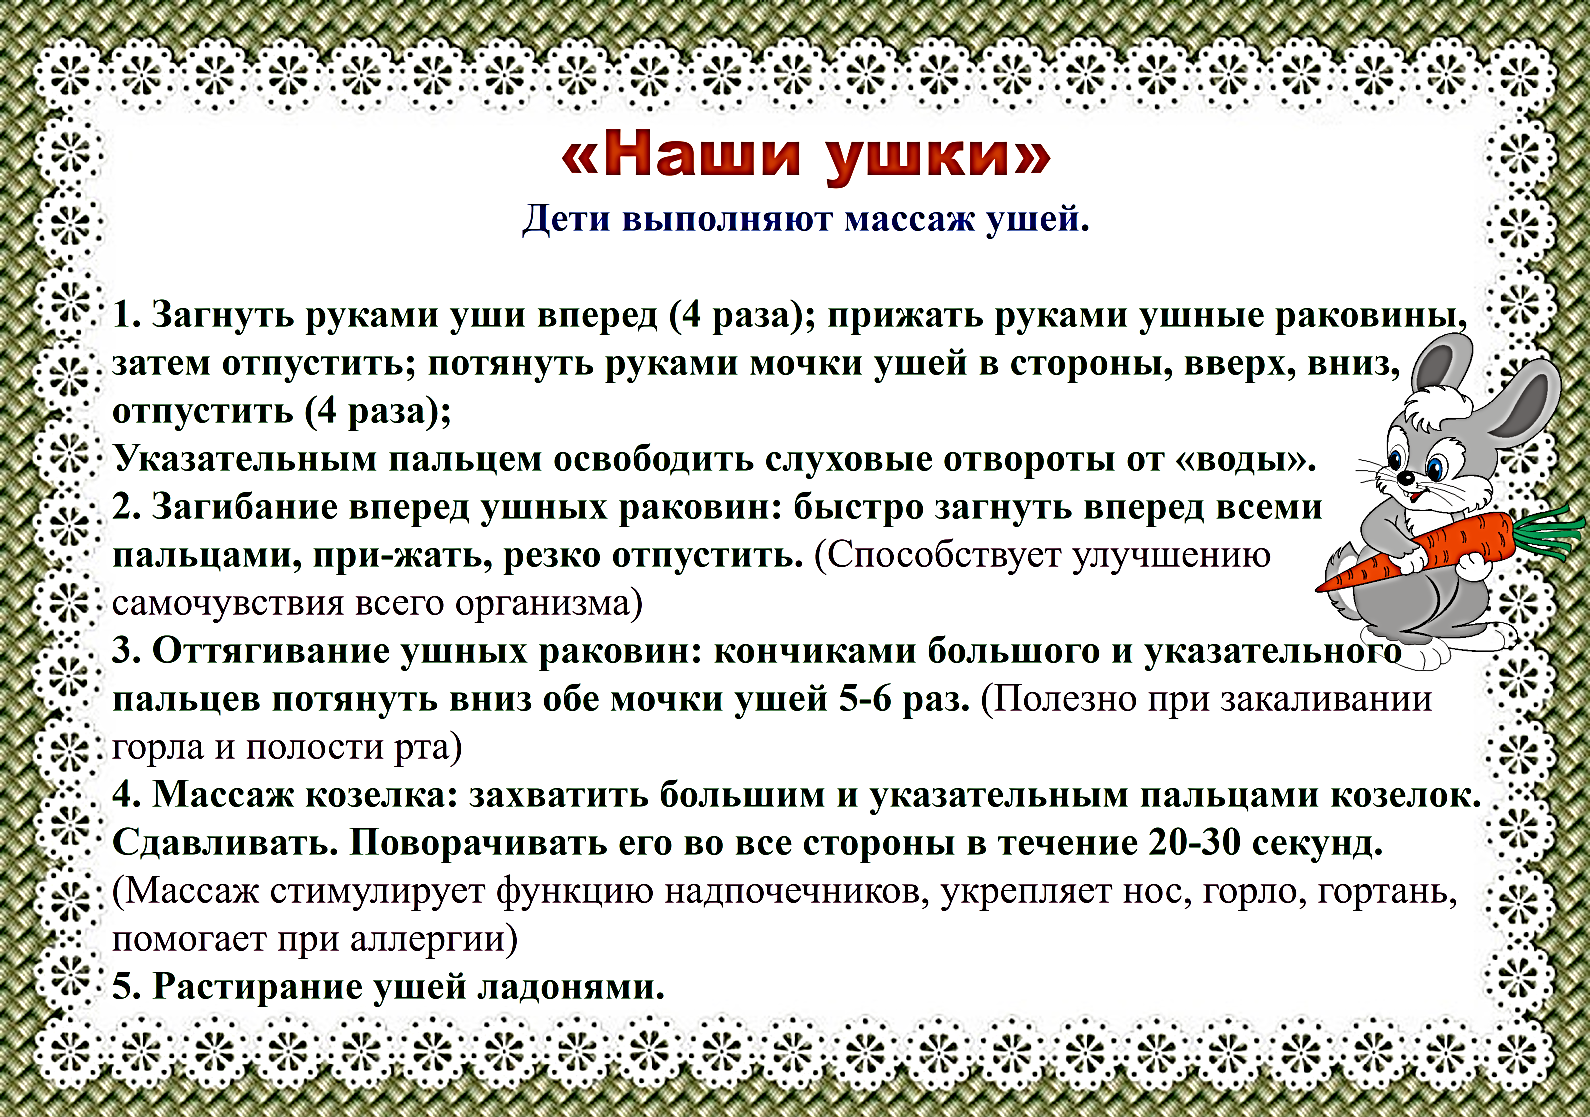 «Наши ушки»
Дети выполняют массаж ушей.
1. Загнуть руками уши вперед (4 раза); прижать руками ушные раковины,
затем отпустить; потянуть руками мочки ушей в стороны, вверх, вниз,
отпустить (4 раза);
Указательным пальцем освободить слуховые отвороты от «воды».
2. Загибание вперед ушных раковин: быстро загнуть вперед всеми
пальцами, при-жать, резко отпустить. (Способствует улучшению
самочувствия всего организма)
3. Оттягивание ушных раковин: кончиками большого и указательного
пальцев потянуть вниз обе мочки ушей 5-6 раз. (Полезно при закаливании
горла и полости рта)
4. Массаж козелка: захватить большим и указательным пальцами козелок.
Сдавливать. Поворачивать его во все стороны в течение 20-30 секунд.
(Массаж стимулирует функцию надпочечников, укрепляет нос, горло, гортань,
помогает при аллергии)
5. Растирание ушей ладонями.